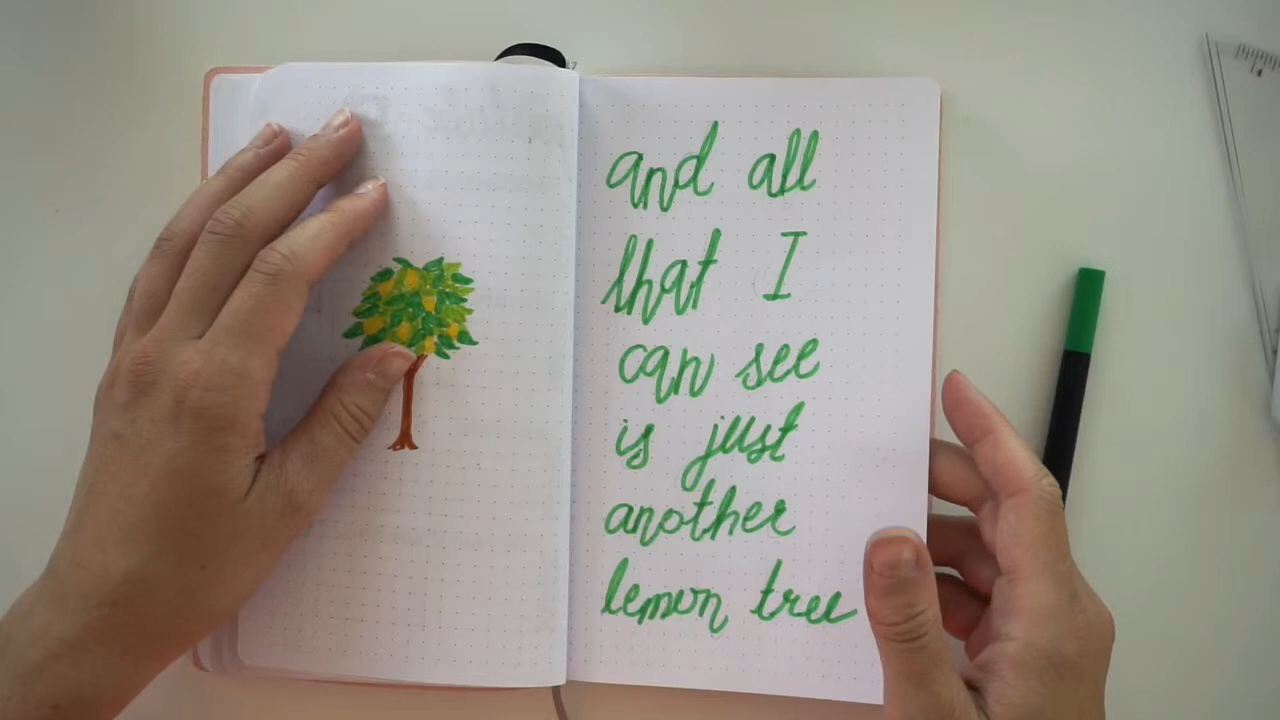 and all
that I
can see
is just
another
lemon tree